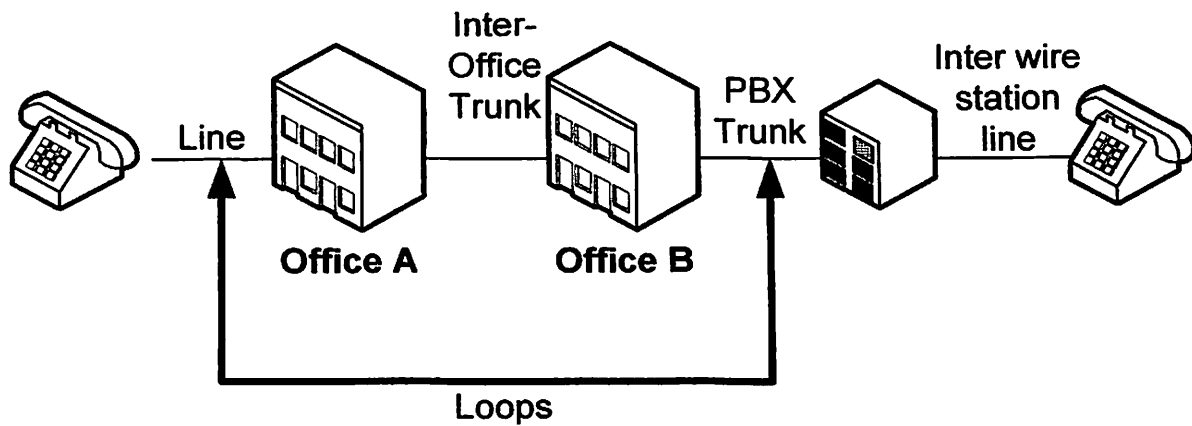 Line
Inter-
Office
Trunk
PBX
Trunk
Inter wire
station
line
Office A
Office B
Loops